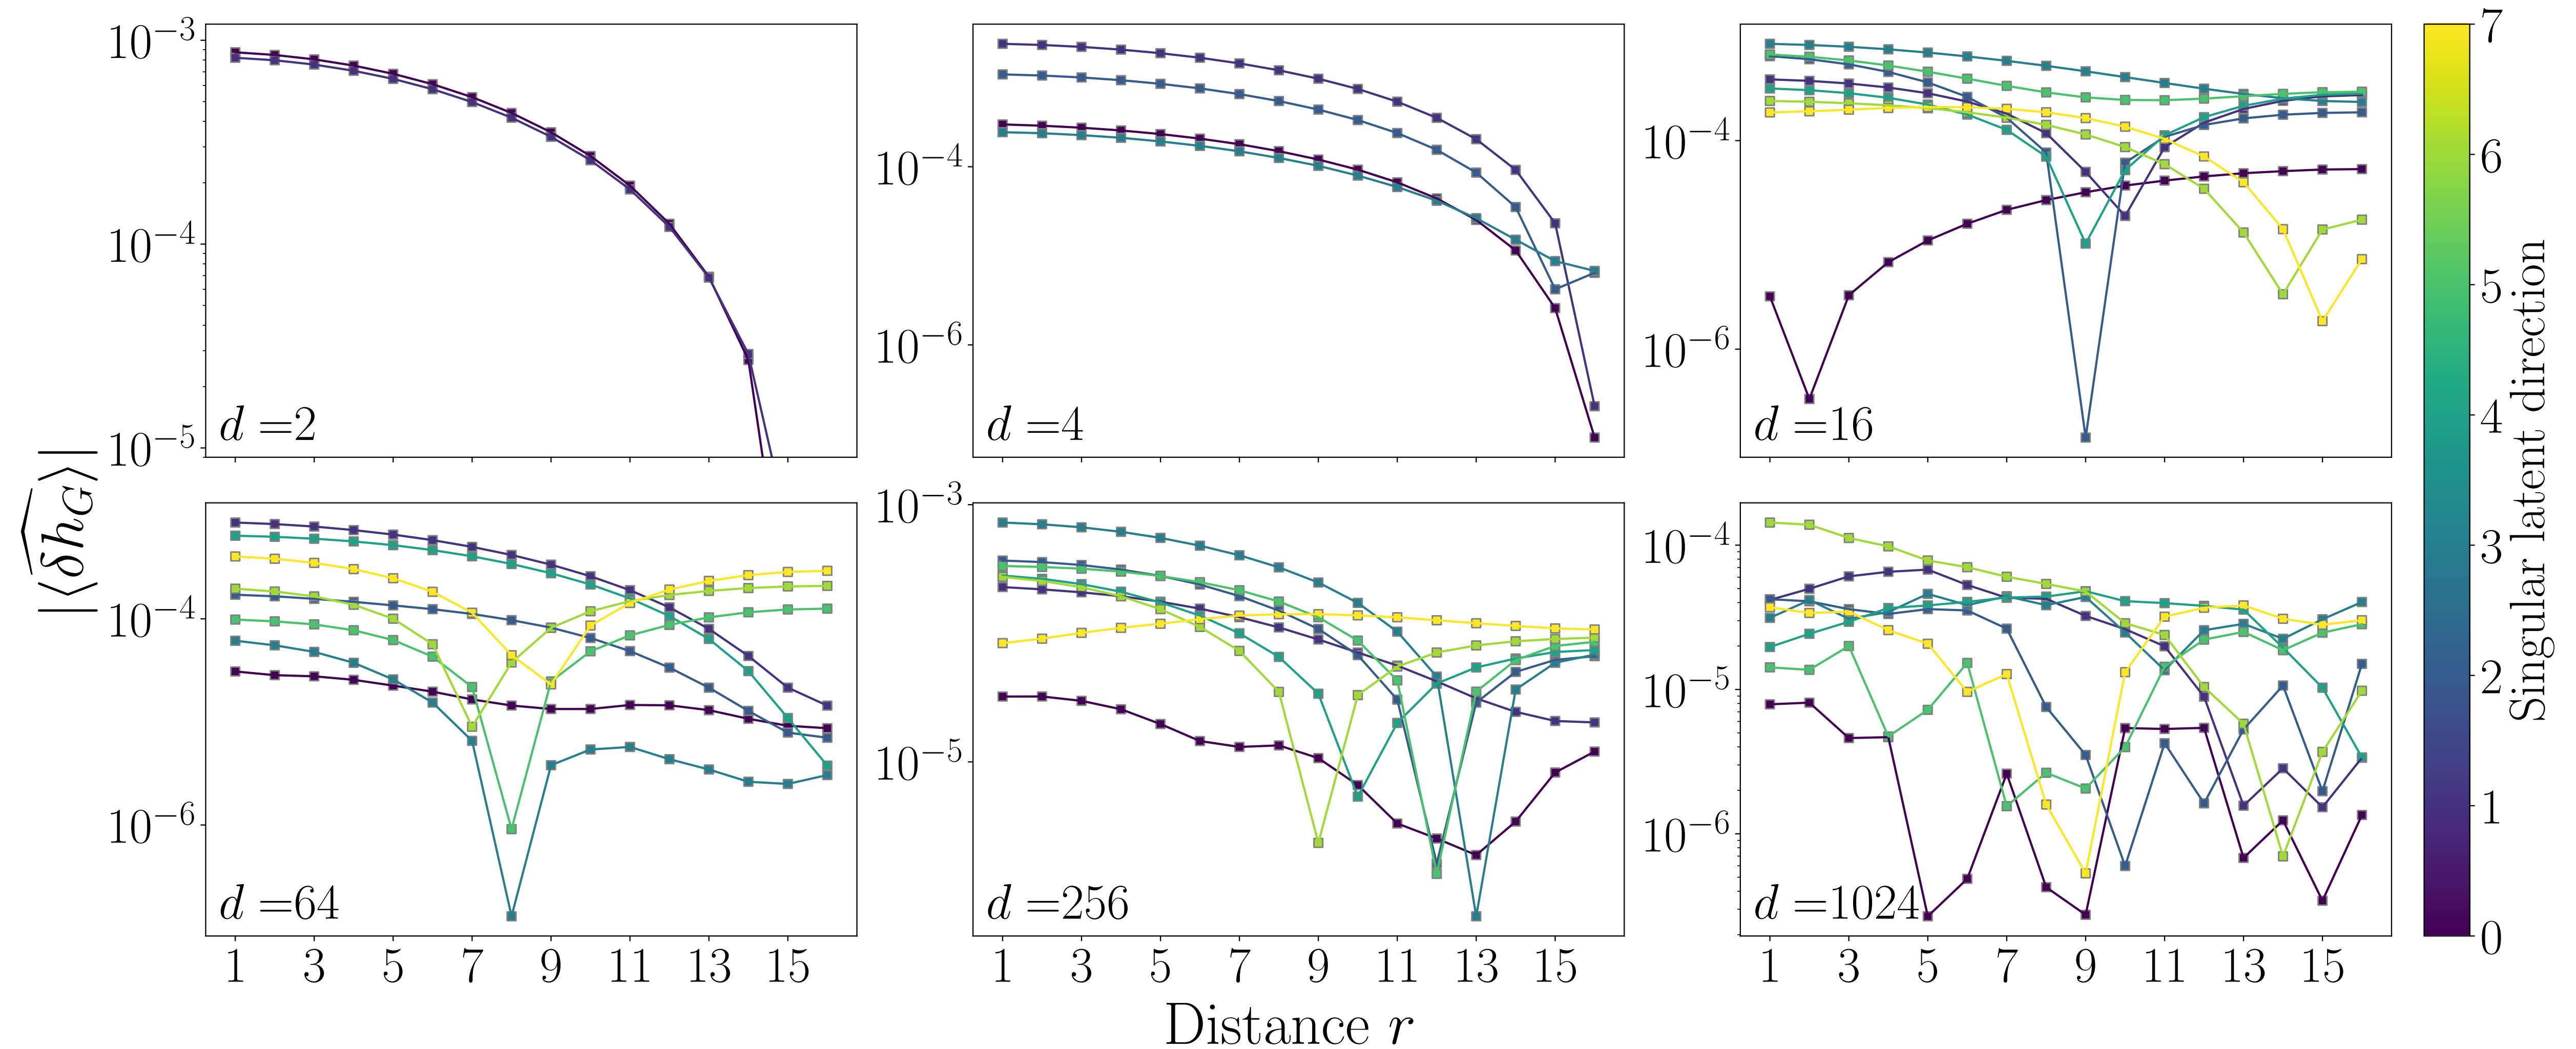 |⟨\widehat{δh_G}⟩|
10⁻³
10⁻⁴
10⁻⁵
d =2
10⁻⁴
10⁻⁶
d =4
10⁻⁴
10⁻⁶
d =16
10⁻⁴
10⁻⁶
d =64
1 3 5 7 9 11 13 15
10⁻³
10⁻⁵
d =256
1 3 5 7 9 11 13 15
10⁻⁴
10⁻⁵
10⁻⁶
d =1024
1 3 5 7 9 11 13 15
Distance r
7
6
5
4
3
2
1
0
Singular latent direction